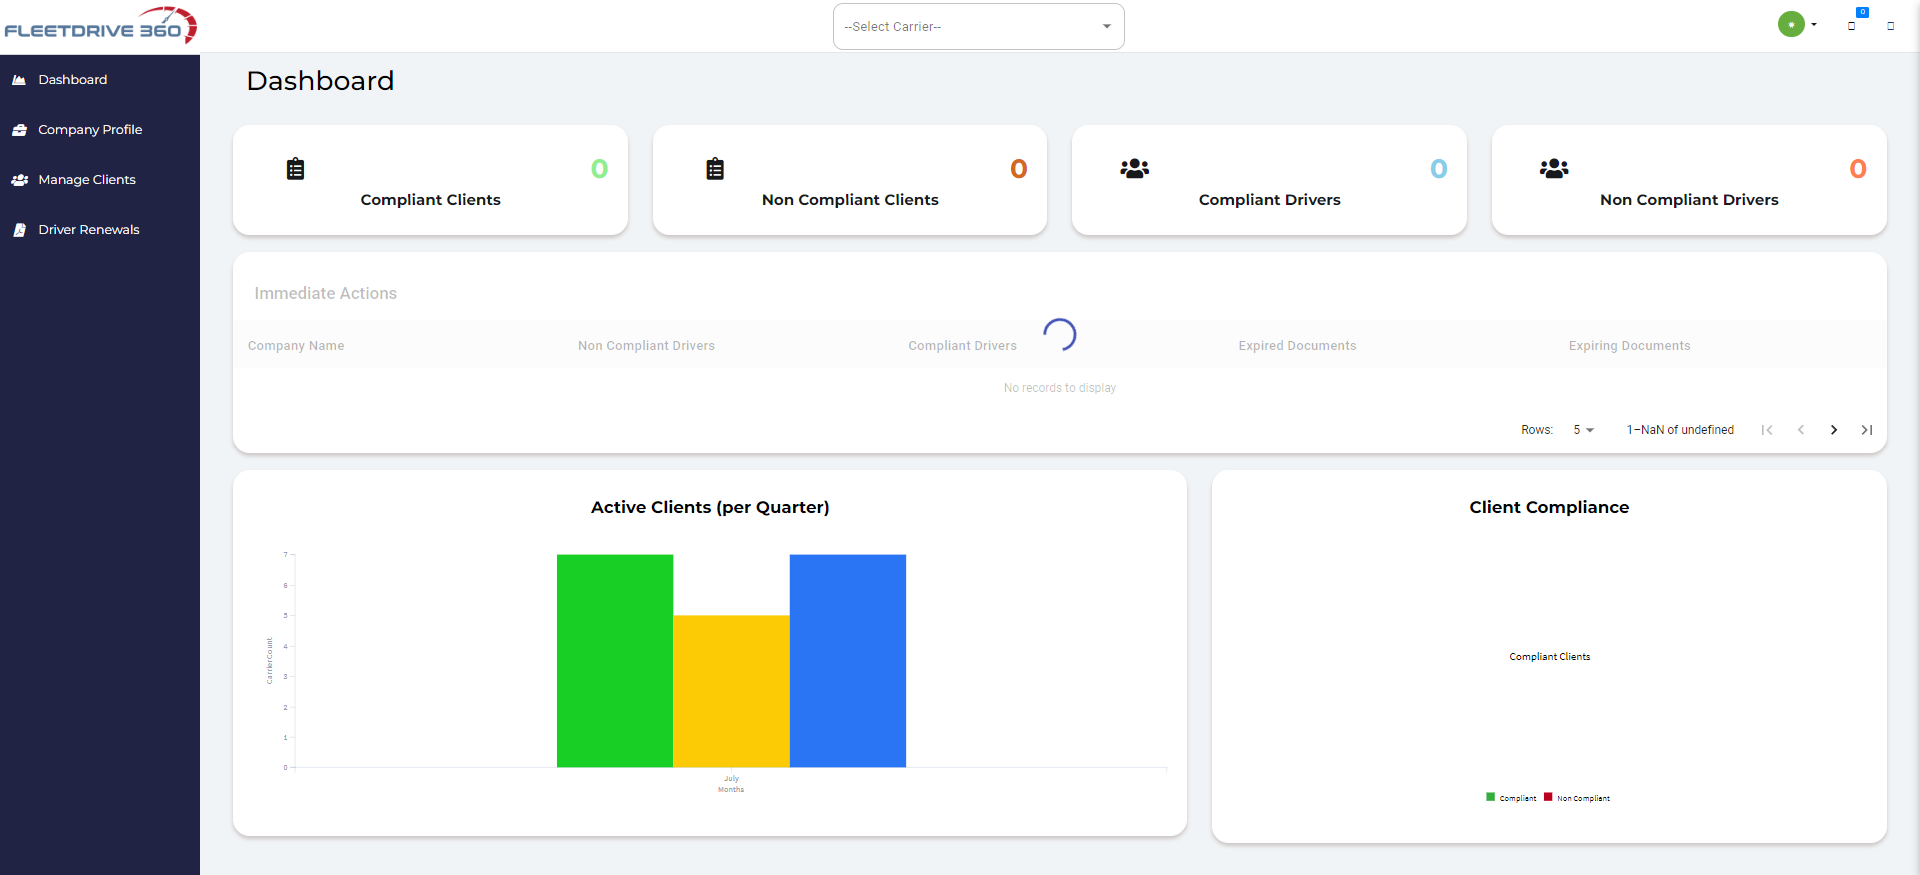 FLEETDRIVE 360
--Select Carrier--
0
Dashboard
Company Profile
Manage Clients
Driver Renewals
Dashboard
0
Compliant Clients
0
Non Compliant Clients
0
Compliant Drivers
0
Non Compliant Drivers
Immediate Actions
Company Name Non Compliant Drivers Compliant Drivers Expired Documents Expiring Documents
No records to display
Rows: 5 1–NaN of undefined
Active Clients (per Quarter)
7
6
5
4
3
2
1
0
CarrierCount
July
Months
Client Compliance
Compliant Clients
Compliant Non Compliant